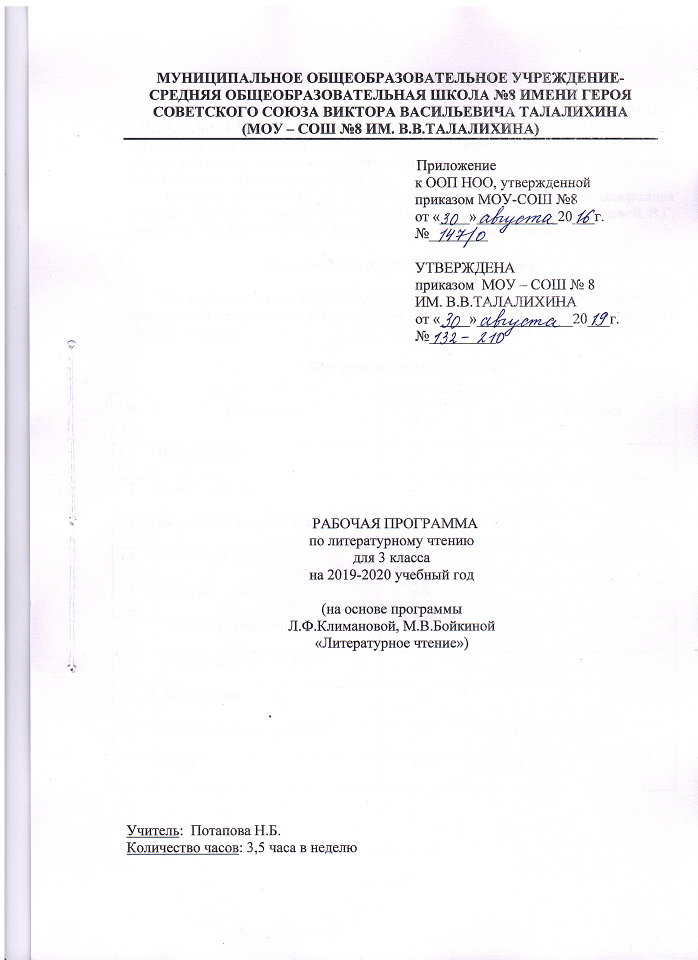 МУНИЦИПАЛЬНОЕ ОБЩЕОБРАЗОВАТЕЛЬНОЕ УЧРЕЖДЕНИЕ-
СРЕДНЯЯ ОБЩЕОБРАЗОВАТЕЛЬНАЯ ШКОЛА №8 ИМЕНИ ГЕРОЯ
СОВЕТСКОГО СОЮЗА ВИКТОРА ВАСИЛЬЕВИЧА ТАЛАЛИХИНА
(МОУ – СОШ №8 ИМ. В.В.ТАЛАЛИХИНА)
Приложение
к ООП НОО, утвержденной
приказом МОУ-СОШ №8
от «30» августа 2016 г.
№ 147/0
УТВЕРЖДЕНА
приказом МОУ – СОШ № 8
ИМ. В.В.ТАЛАЛИХИНА
от «30» августа 2019 г.
№ 132 - 210
РАБОЧАЯ ПРОГРАММА
по литературному чтению
для 3 класса
на 2019-2020 учебный год
(на основе программы
Л.Ф.Климановой, М.В.Бойкиной
«Литературное чтение»)
Учитель: Потапова Н.Б.
Количество часов: 3,5 часа в неделю